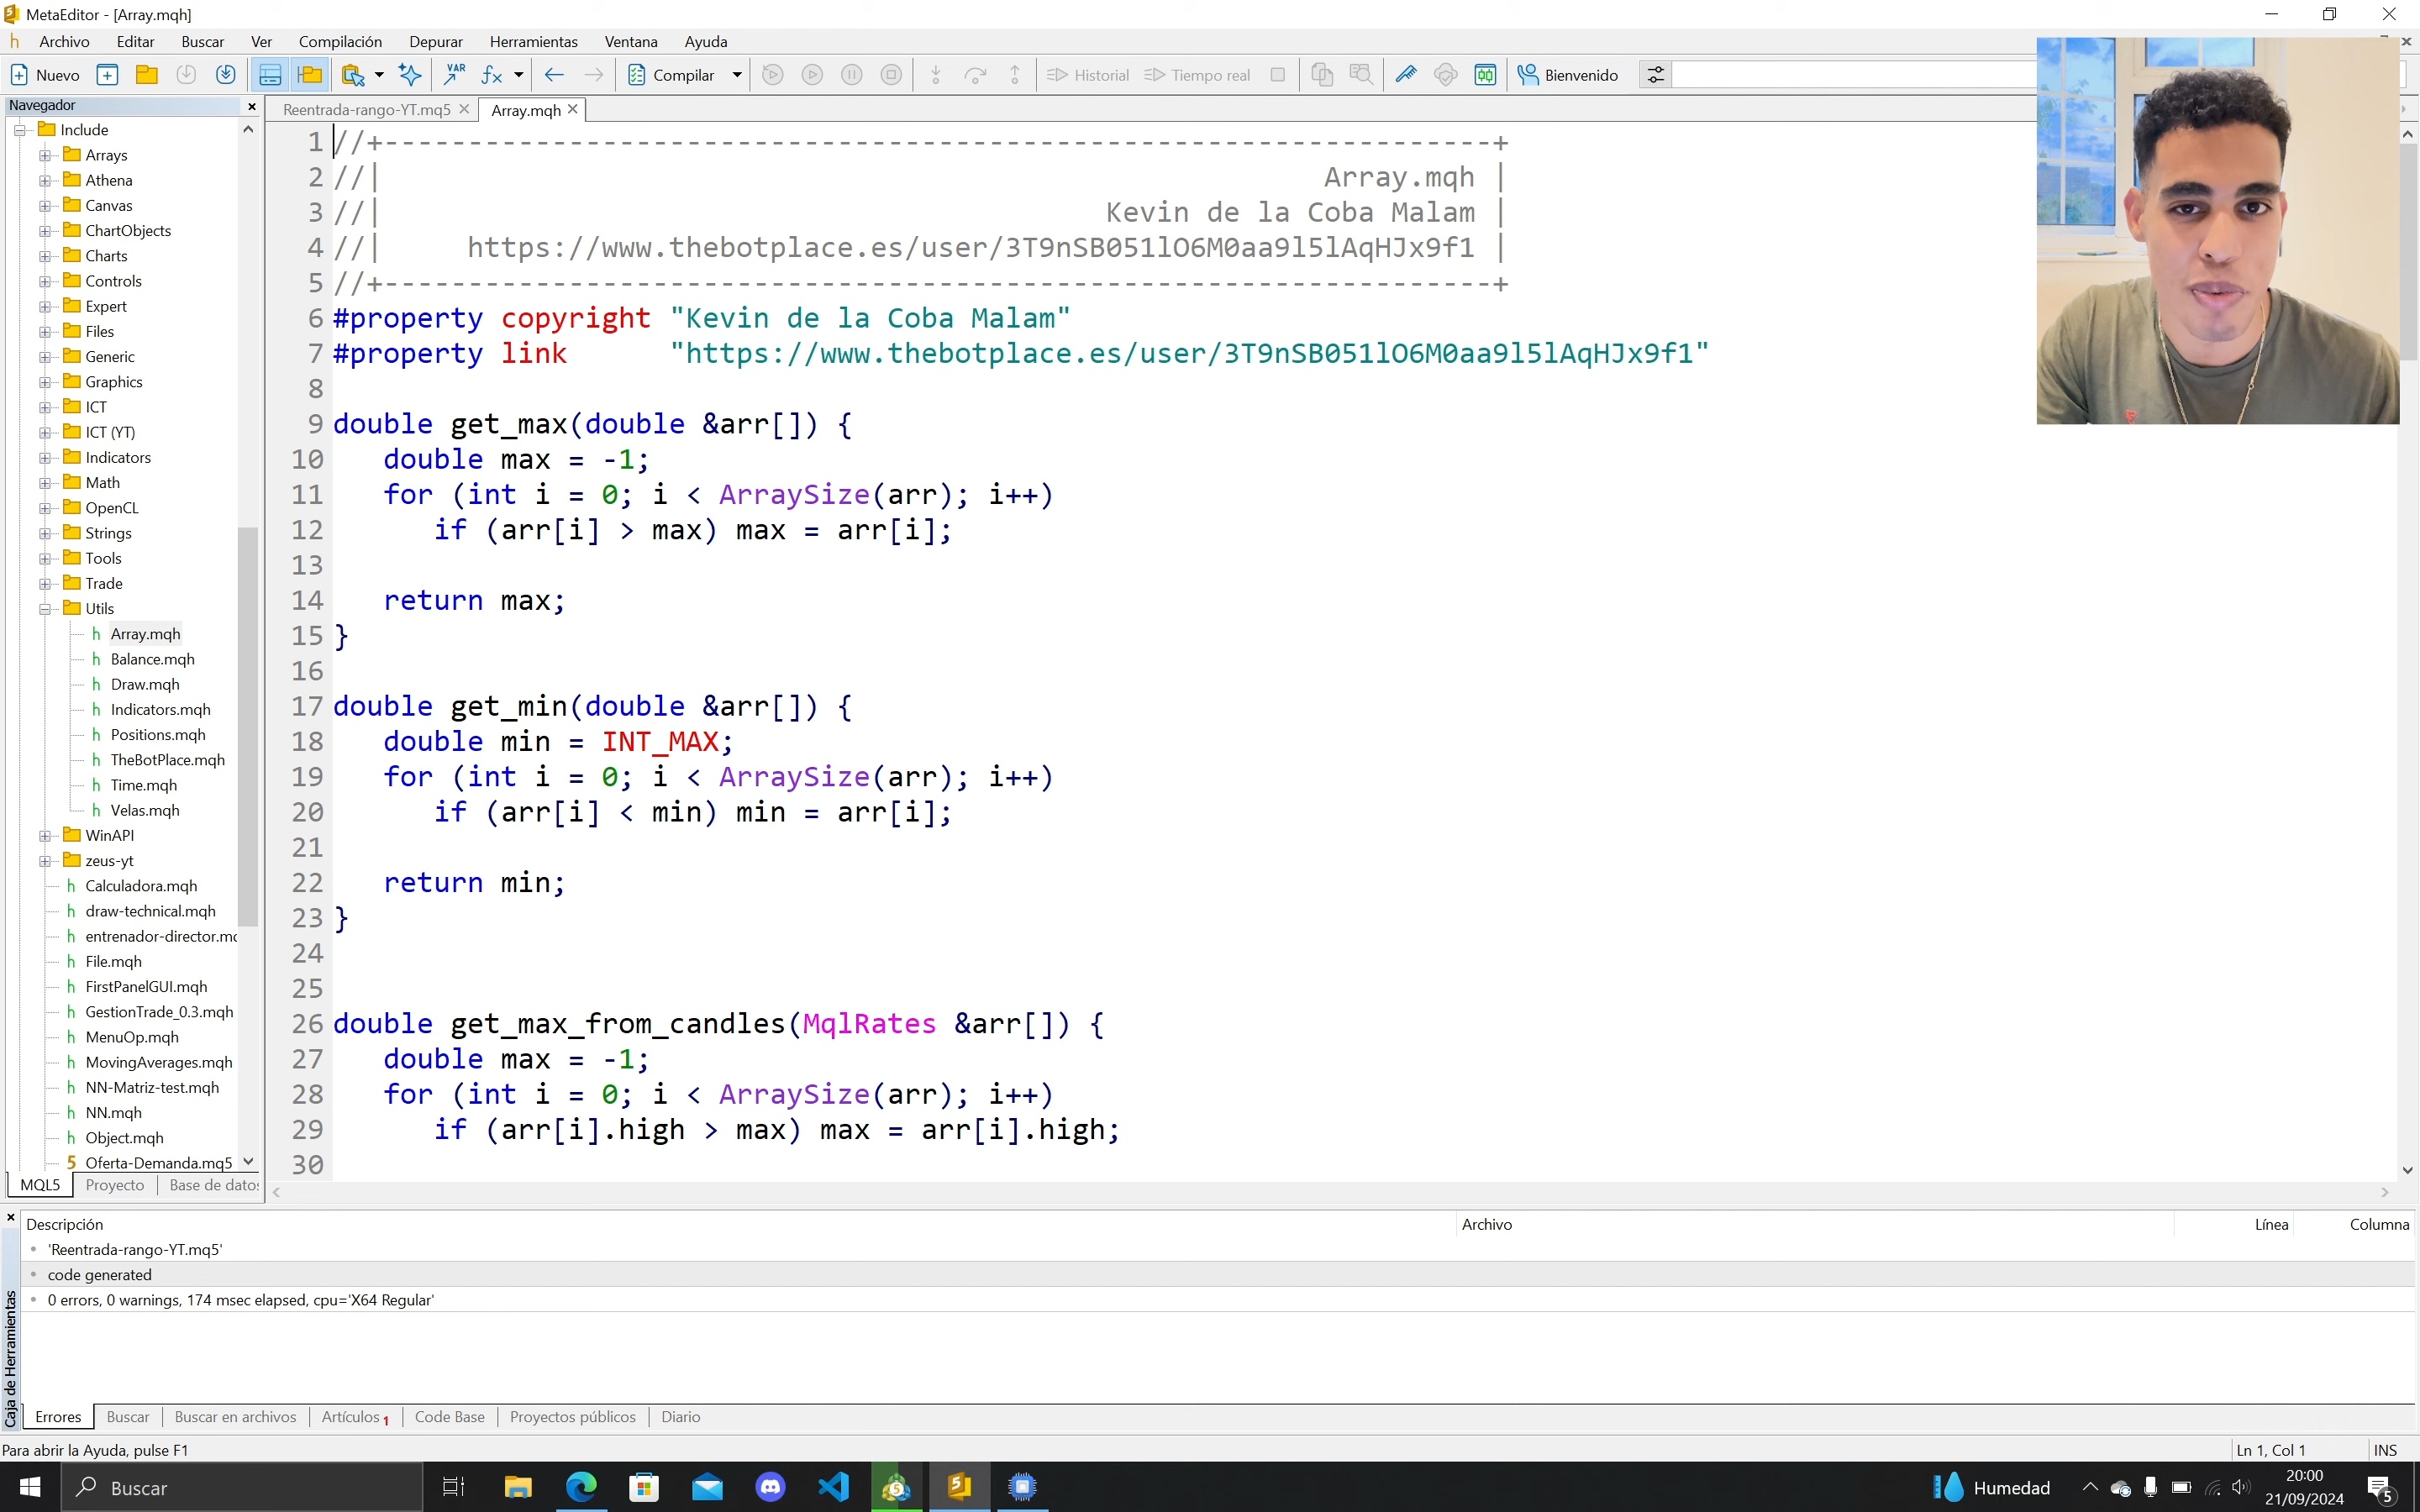 MetaEditor - [Array.mqh]
Archivo Editar Buscar Ver Compilación Depurar Herramientas Ventana Ayuda
Nuevo VAR fx Compilar Historial Tiempo real Bienvenido
Navegador
Include
Arrays
Athena
Canvas
ChartObjects
Charts
Controls
Expert
Files
Generic
Graphics
ICT
ICT (YT)
Indicators
Math
OpenCL
Strings
Tools
Trade
Utils
Array.mqh
Balance.mqh
Draw.mqh
Indicators.mqh
Positions.mqh
TheBotPlace.mqh
Time.mqh
Velas.mqh
WinAPI
zeus-yt
Calculadora.mqh
draw-technical.mqh
entrenador-director.mq
File.mqh
FirstPanelGUI.mqh
GestionTrade_0.3.mqh
MenuOp.mqh
MovingAverages.mqh
NN-Matriz-test.mqh
NN.mqh
Object.mqh
Oferta-Demanda.mq5
MQL5 Proyecto Base de datos
Reentrada-rango-YT.mq5 Array.mqh
1 //+------------------------------------------------------------------+
2 //| Array.mqh |
3 //| Kevin de la Coba Malam |
4 //| https://www.thebotplace.es/user/3T9nSB051lO6M0aa9l5lAqHJx9f1 |
5 //+------------------------------------------------------------------+
6 #property copyright "Kevin de la Coba Malam"
7 #property link "https://www.thebotplace.es/user/3T9nSB051lO6M0aa9l5lAqHJx9f1"
8
9 double get_max(double &arr[]) {
10 double max = -1;
11 for (int i = 0; i < ArraySize(arr); i++)
12 if (arr[i] > max) max = arr[i];
13
14 return max;
15 }
16
17 double get_min(double &arr[]) {
18 double min = INT_MAX;
19 for (int i = 0; i < ArraySize(arr); i++)
20 if (arr[i] < min) min = arr[i];
21
22 return min;
23 }
24
25
26 double get_max_from_candles(MqlRates &arr[]) {
27 double max = -1;
28 for (int i = 0; i < ArraySize(arr); i++)
29 if (arr[i].high > max) max = arr[i].high;
30
Descripción Archivo Línea Columna
'Reentrada-rango-YT.mq5'
code generated
0 errors, 0 warnings, 174 msec elapsed, cpu='X64 Regular'
Caja de Herramientas
Errores Buscar Buscar en archivos Artículos 1 Code Base Proyectos públicos Diario
Para abrir la Ayuda, pulse F1 Ln 1, Col 1 INS
Buscar Humedad 20:00
21/09/2024 5